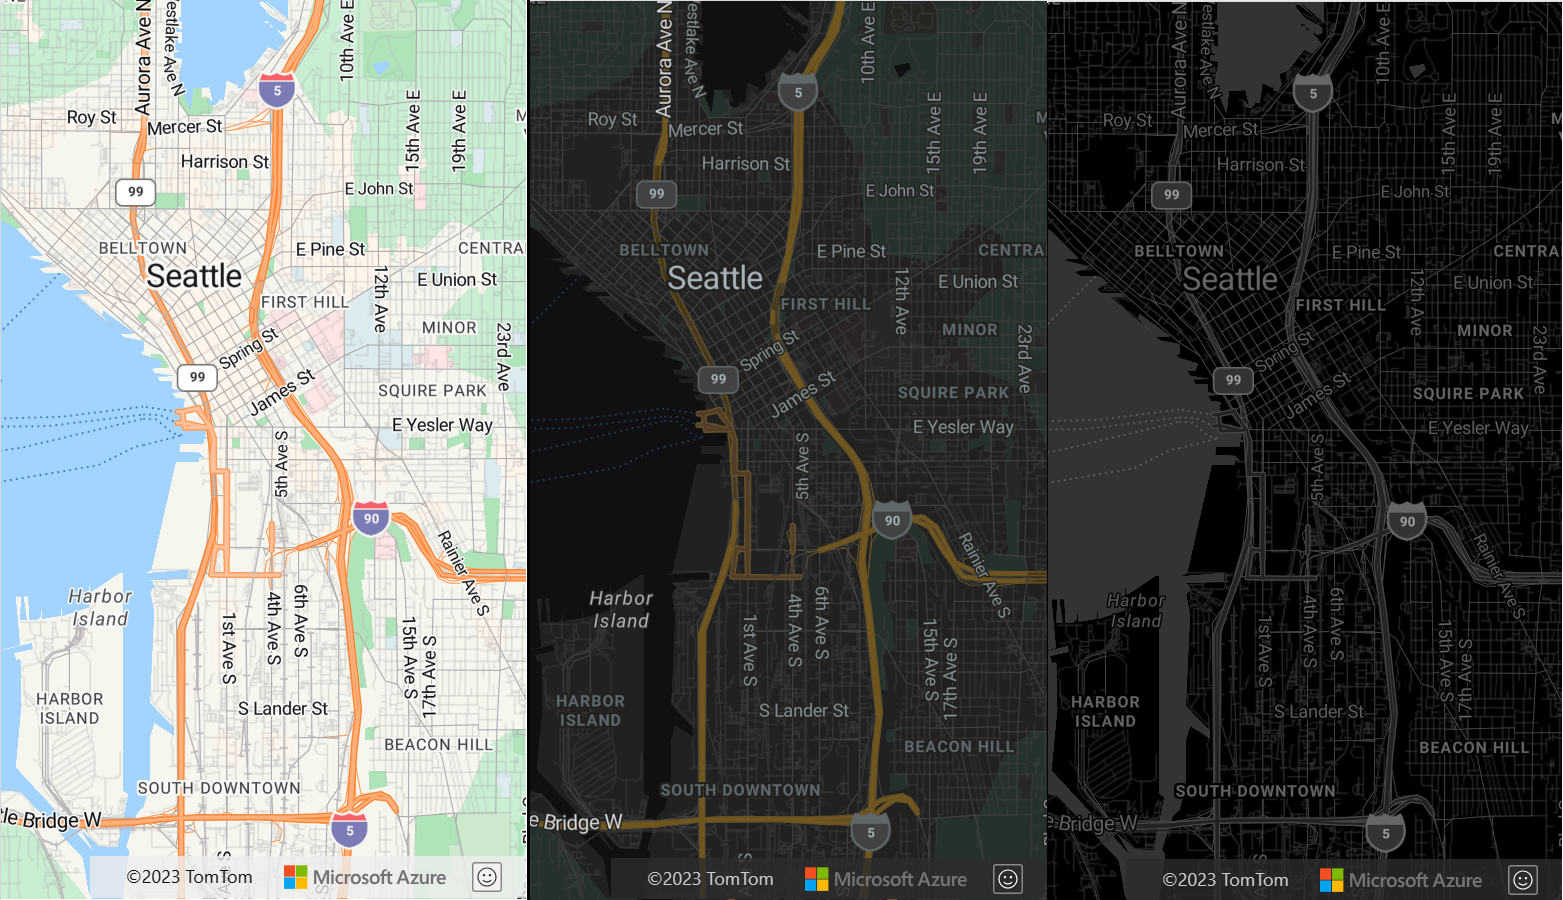 Aurora Ave N
Westlake Ave N
10th Ave E
5
Roy St
Mercer St
15th Ave E
19th Ave E
Harrison St
E John St
99
BELLTOWN
E Pine St
CENTRA
Seattle
E Union St
12th Ave
FIRST HILL
MINOR
23rd Ave
Spring St
99
James St
SQUIRE PARK
E Yesler Way
5th Ave S
90
Rainier Ave S
Harbor
Island
1st Ave S
4th Ave S
6th Ave S
15th Ave S
17th Ave S
HARBOR
ISLAND
S Lander St
BEACON HILL
SOUTH DOWNTOWN
tle Bridge W
5
©2023 TomTom
Microsoft Azure
Aurora Ave N
estlake Ave N
10th Ave E
5
Roy St
Mercer St
15th Ave E
19th Ave E
M
Harrison St
E John St
99
BELLTOWN
E Pine St
CENTRA
Seattle
E Union St
12th Ave
FIRST HILL
MINOR
23rd Ave
Spring St
99
James St
SQUIRE PARK
E Yesler Way
5th Ave S
90
Rainier Ave S
Harbor
Island
1st Ave S
4th Ave S
6th Ave S
15th Ave S
17th Ave S
HARBOR
ISLAND
S Lander St
BEACON HILL
SOUTH DOWNTOWN
e Bridge W
5
©2023 TomTom
Microsoft Azure
Aurora Ave N
estlake Ave N
10th Ave E
5
Roy St
Mercer St
15th Ave E
19th Ave E
M
Harrison St
E John St
99
BELLTOWN
E Pine St
CENTRA
Seattle
E Union St
12th Ave
FIRST HILL
MINOR
23rd Ave
Spring St
99
James St
SQUIRE PARK
E Yesler Way
5th Ave S
90
Rainier Ave S
Harbor
Island
1st Ave S
4th Ave S
6th Ave S
15th Ave S
17th Ave S
HARBOR
ISLAND
S Lander St
BEACON HILL
SOUTH DOWNTOWN
e Bridge W
5
©2023 TomTom
Microsoft Azure